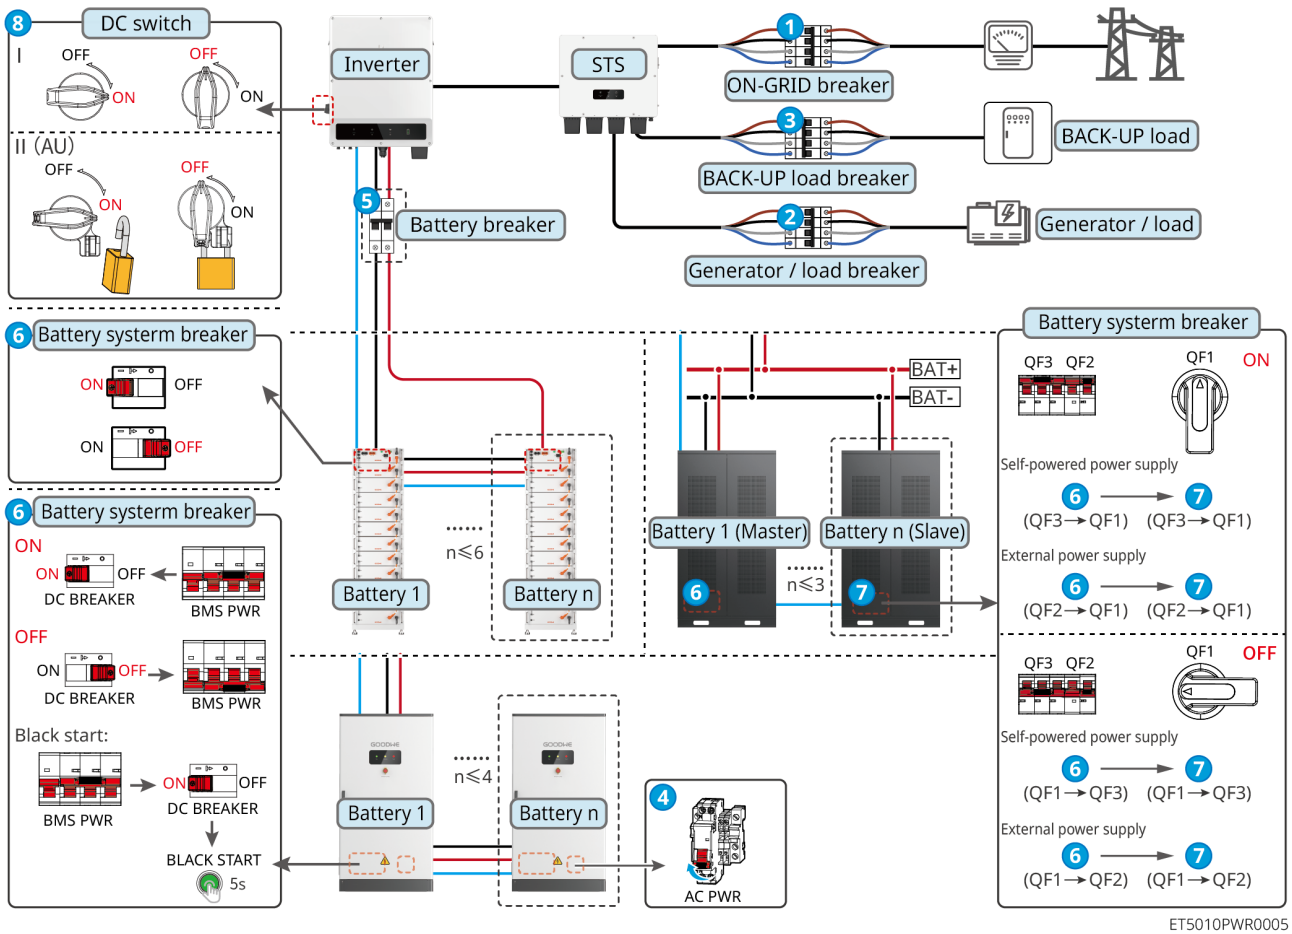 8
DC switch
I
OFF
ON
OFF
ON
II (AU)
OFF
ON
OFF
ON
Inverter
STS
1
ON-GRID breaker
3
BACK-UP load breaker
BACK-UP load
2
Generator / load breaker
Generator / load
5
Battery breaker
6
Battery systerm breaker
ON
OFF
ON
OFF
6
Battery systerm breaker
ON
ON
OFF
DC BREAKER
BMS PWR
OFF
ON
OFF
DC BREAKER
BMS PWR
Black start:
BMS PWR
ON
OFF
DC BREAKER
BLACK START
5s
Battery 1
n≤6
Battery n
BAT+
BAT-
Battery 1 (Master)
Battery n (Slave)
n≤3
6
7
GOODWE
Battery 1
n≤4
GOODWE
Battery n
4
AC PWR
Battery systerm breaker
QF3 QF2
QF1
ON
Self-powered power supply
6 7
(QF3→QF1) (QF3→QF1)
External power supply
6 7
(QF2→QF1) (QF2→QF1)
QF3 QF2
QF1
OFF
Self-powered power supply
6 7
(QF1→QF3) (QF1→QF3)
External power supply
6 7
(QF1→QF2) (QF1→QF2)
ET5010PWR0005